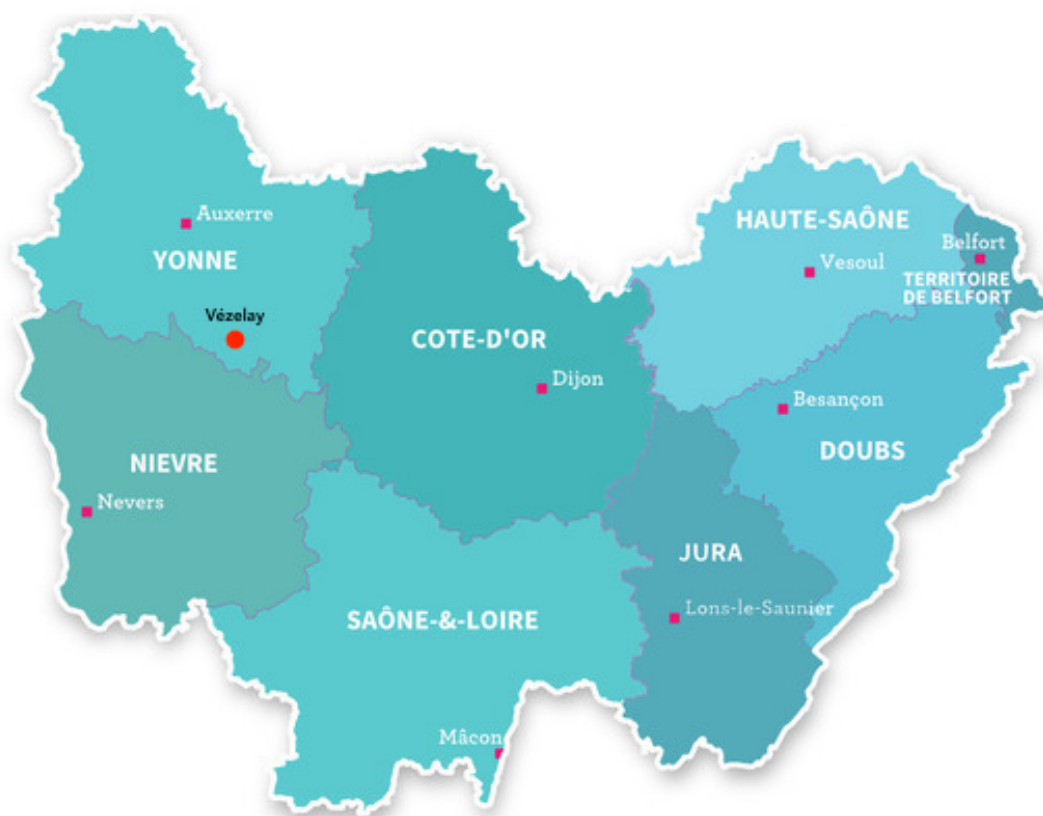 Auxerre
YONNE
Vézelay
HAUTE-SAÔNE
Belfort
Vesoul
TERRITOIRE
DE BELFORT
COTE-D'OR
Dijon
Besançon
DOUBS
NIEVRE
Nevers
JURA
SAÔNE-&-LOIRE
Lons-le-Saunier
Mâcon